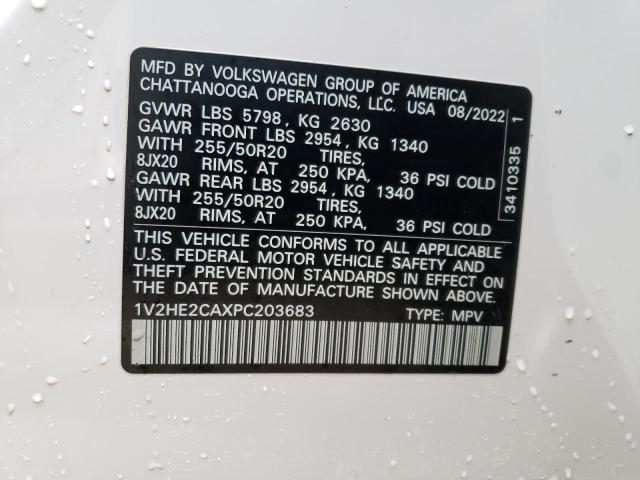 MFD BY VOLKSWAGEN GROUP OF AMERICA
CHATTANOOGA OPERATIONS, LLC. USA 08/2022
GVWR LBS 5798, KG 2630
GAWR FRONT LBS 2954, KG 1340
WITH 255/50R20 TIRES,
8JX20 RIMS, AT 250 KPA, 36 PSI COLD
GAWR REAR LBS 2954, KG 1340
WITH 255/50R20 TIRES,
8JX20 RIMS, AT 250 KPA, 36 PSI COLD
THIS VEHICLE CONFORMS TO ALL APPLICABLE
U.S. FEDERAL MOTOR VEHICLE SAFETY AND
THEFT PREVENTION STANDARDS IN EFFECT ON
THE DATE OF MANUFACTURE SHOWN ABOVE.
1V2HE2CAXPC203683 TYPE: MPV
3410335 1